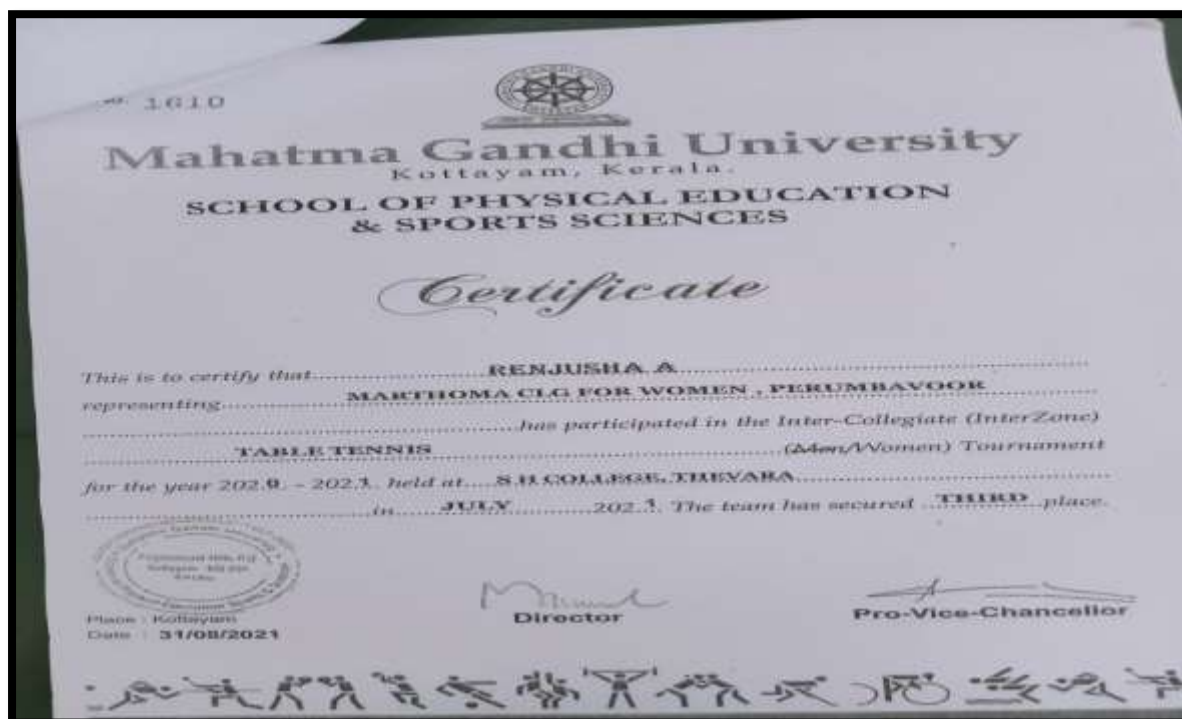 No. 1610
Mahatma Gandhi University
Kottayam, Kerala.
SCHOOL OF PHYSICAL EDUCATION
& SPORTS SCIENCES
Certificate
This is to certify that RENJUSHA A
representing MARTHOMA CLG FOR WOMEN , PERUMBAVOOR
has participated in the Inter-Collegiate (InterZone)
TABLE TENNIS (Men/Women) Tournament
for the year 2020 - 2021 held at S.H COLLEGE, THEVARA
in JULY 2021. The team has secured THIRD place.
Director
Pro-Vice-Chancellor
Place : Kottayam
Date : 31/08/2021